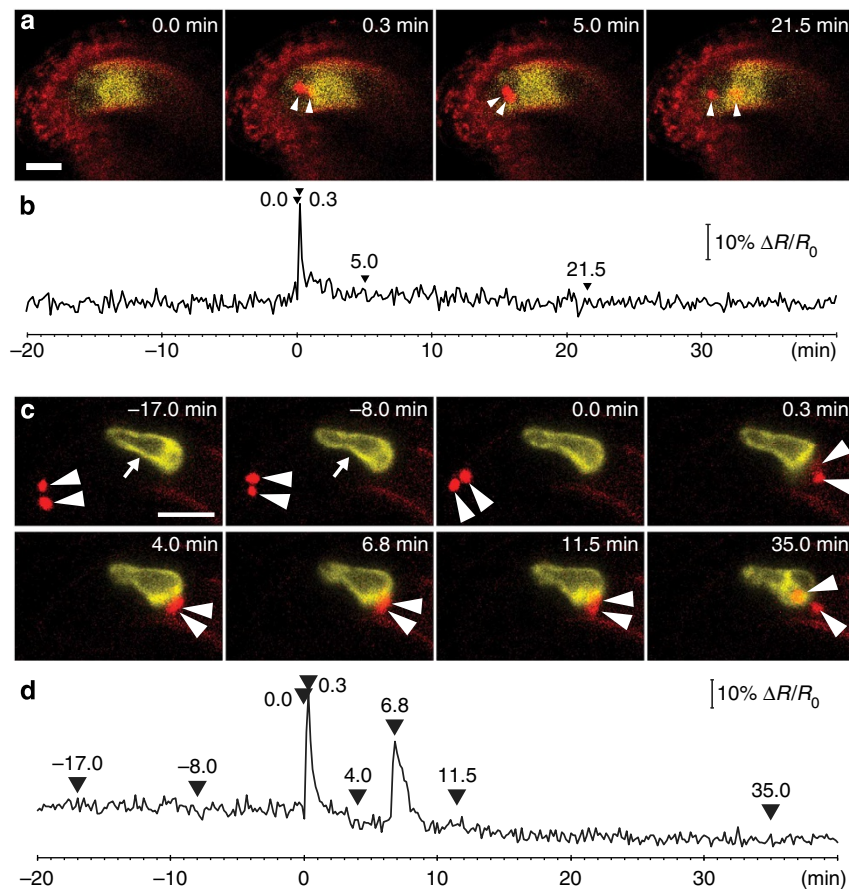 a 0.0 min 0.3 min 5.0 min 21.5 min
b 0.0 0.3 5.0 21.5 10% ΔR/R0
–20 –10 0 10 20 30 (min)
c –17.0 min –8.0 min 0.0 min 0.3 min
4.0 min 6.8 min 11.5 min 35.0 min
d 0.0 0.3 6.8 10% ΔR/R0
–17.0 –8.0 4.0 11.5 35.0
–20 –10 0 10 20 30 (min)